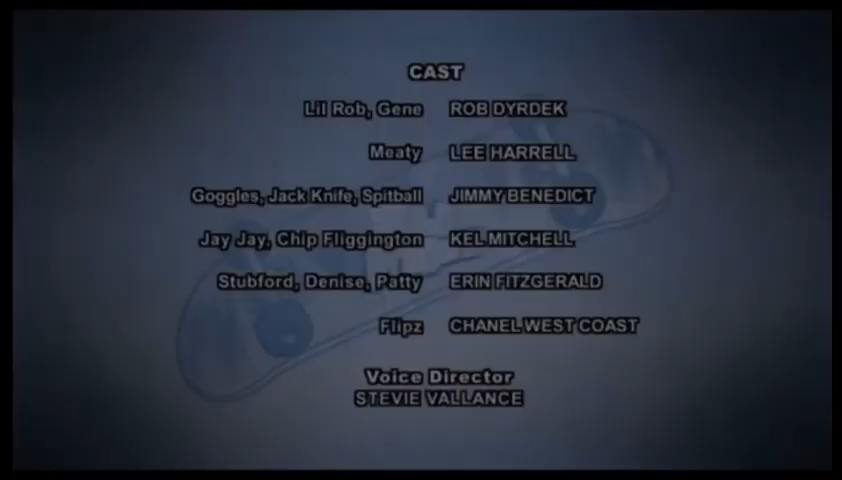 CAST
Lil Rob, Gene ROB DYRDEK
Meaty LEE HARRELL
Goggles, Jack Knife, Spitball JIMMY BENEDICT
Jay Jay, Chip Fliggington KEL MITCHELL
Stubford, Denise, Patty ERIN FITZGERALD
Flipz CHANEL WEST COAST
Voice Director
STEVIE VALLANCE